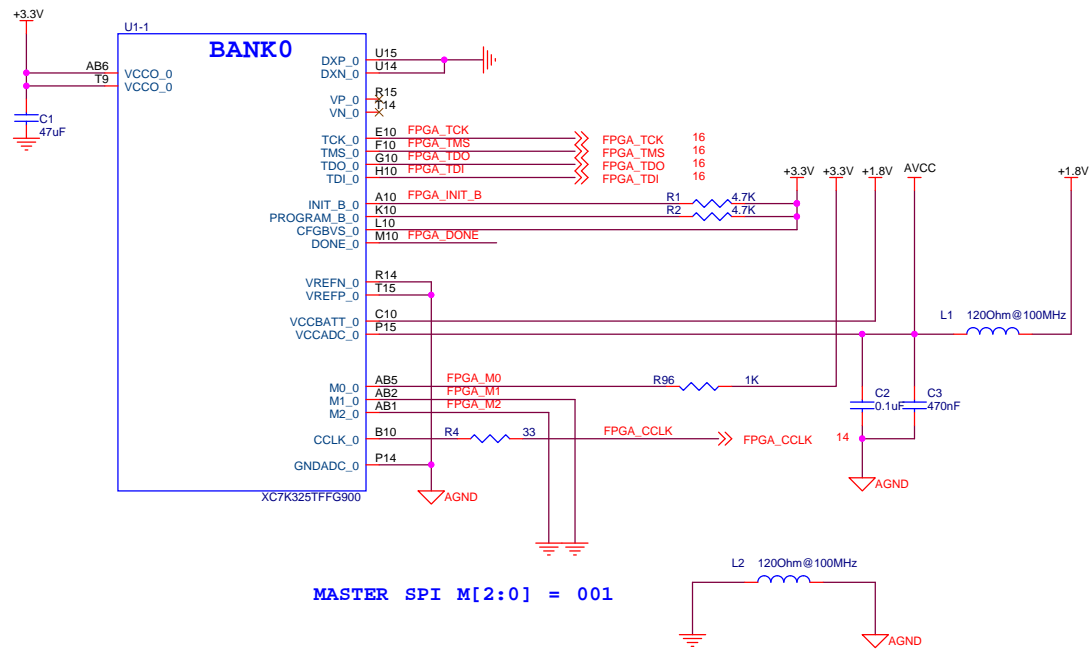 +3.3V
U1-1
BANK0
AB6 VCCO_0
T9 VCCO_0
C1
47uF
DXP_0 U15
DXN_0 U14
VP_0 R15
VN_0 T14
TCK_0 E10 FPGA_TCK FPGA_TCK 16
TMS_0 F10 FPGA_TMS FPGA_TMS 16
TDO_0 G10 FPGA_TDO FPGA_TDO 16
TDI_0 H10 FPGA_TDI FPGA_TDI 16
+3.3V +3.3V +1.8V AVCC +1.8V
INIT_B_0 A10 FPGA_INIT_B R1 4.7K
PROGRAM_B_0 K10 R2 4.7K
CFGBVS_0 L10
DONE_0 M10 FPGA_DONE
VREFN_0 R14
VREFP_0 T15
VCCBATT_0 C10
VCCADC_0 P15
L1 120Ohm@100MHz
M0_0 AB5 FPGA_M0 R96 1K
M1_0 AB2 FPGA_M1
M2_0 AB1 FPGA_M2
C2
0.1uF
C3
470nF
CCLK_0 B10 R4 33 FPGA_CCLK FPGA_CCLK 14
GNDADC_0 P14
XC7K325TFFG900
AGND
AGND
L2 120Ohm@100MHz
MASTER SPI M[2:0] = 001
AGND